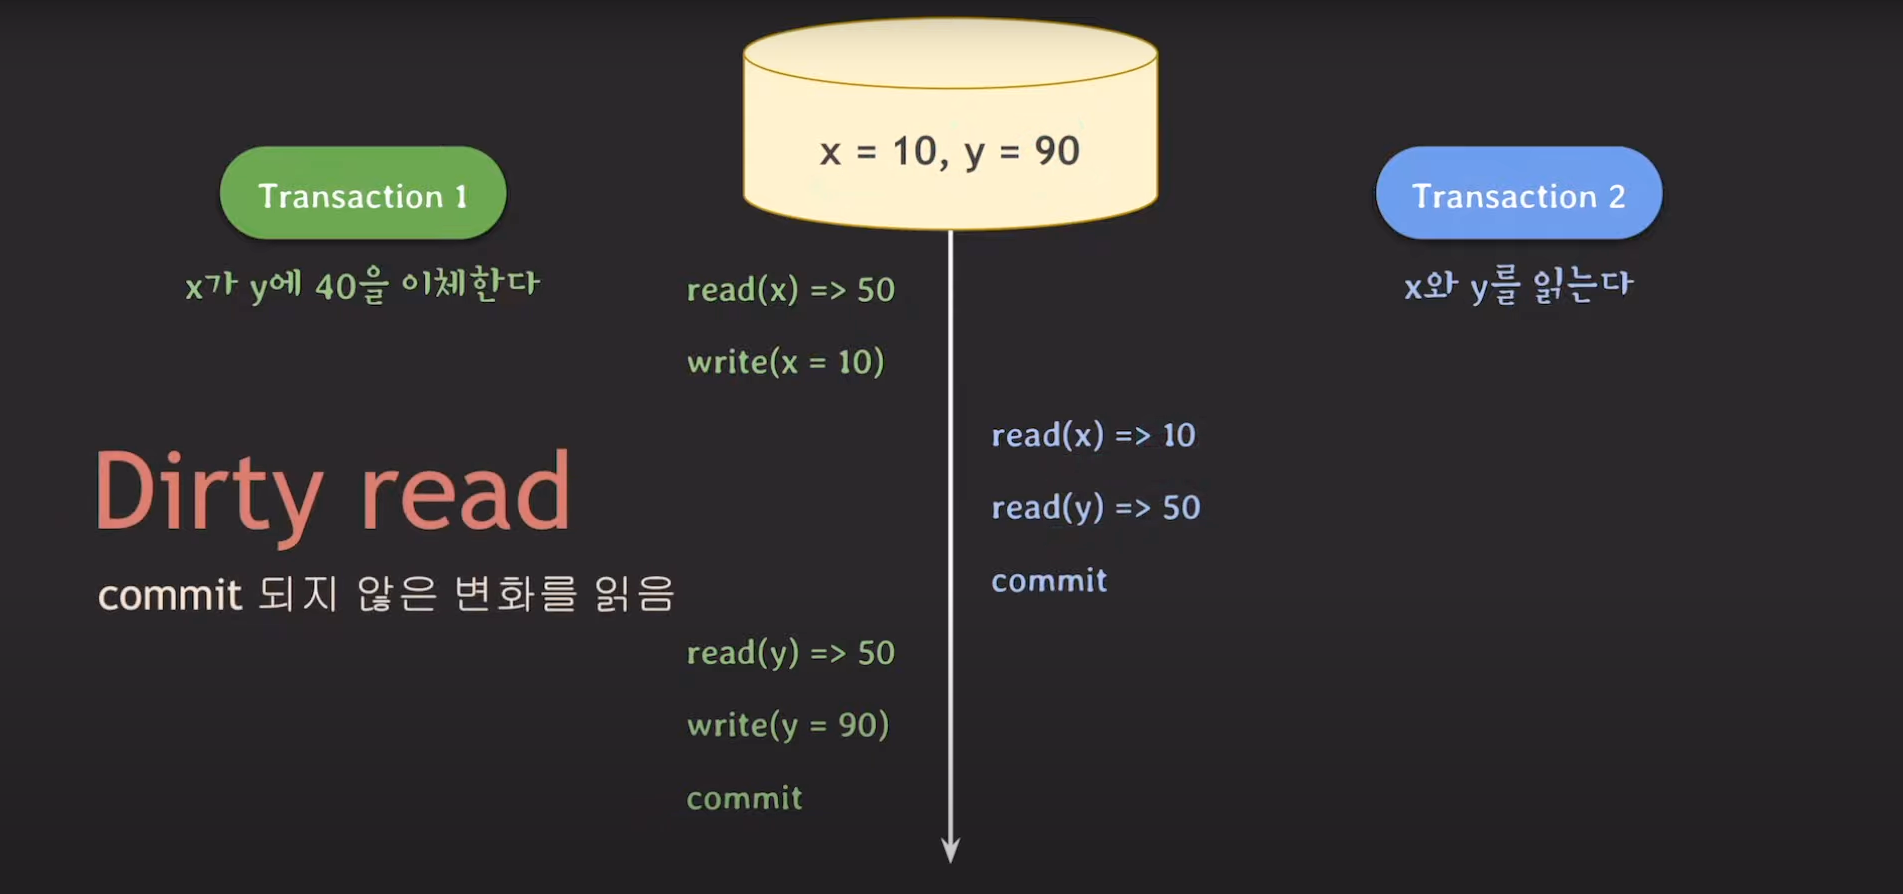 x = 10, y = 90
Transaction 1
Transaction 2
x가 y에 40을 이체한다
x와 y를 읽는다
read(x) => 50
write(x = 10)
read(x) => 10
read(y) => 50
commit
Dirty read
commit 되지 않은 변화를 읽음
read(y) => 50
write(y = 90)
commit